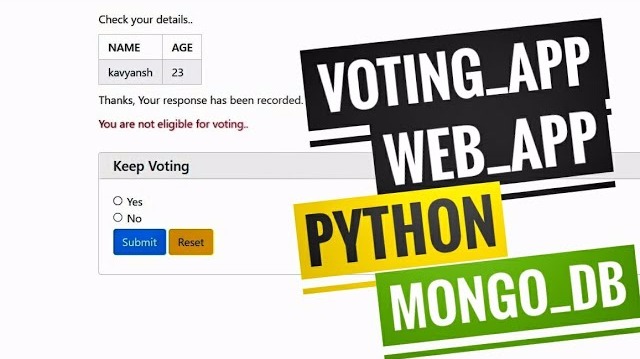 Check your details..
NAME AGE
kavyansh 23
Thanks, Your response has been recorded.
You are not eligible for voting..
Keep Voting
Yes
No
Submit Reset
VOTING_APP
WEB_APP
PYTHON
MONGO_DB